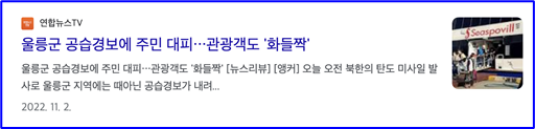 연합뉴스TV
울릉군 공습경보에 주민 대피…관광객도 '화들짝'
울릉군 공습경보에 주민 대피…관광객도 '화들짝' [뉴스리뷰] [앵커] 오늘 오전 북한의 탄도 미사일 발
사로 울릉군 지역에는 때아닌 공습경보가 내려...
2022. 11. 2.
Seaspovill